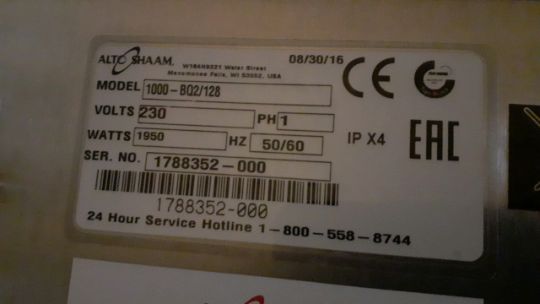 ALTO SHAAM.
08/30/16
W164N9221 Water Street
Menomonee Falls, WI 53052, USA
CE
MODEL 1000-BQ2/128
VOLTS 230 PH 1
WATTS 1950 HZ 50/60 IP X4
EAC
SER. NO. 1788352-000
1788352-000
24 Hour Service Hotline 1-800-558-8744